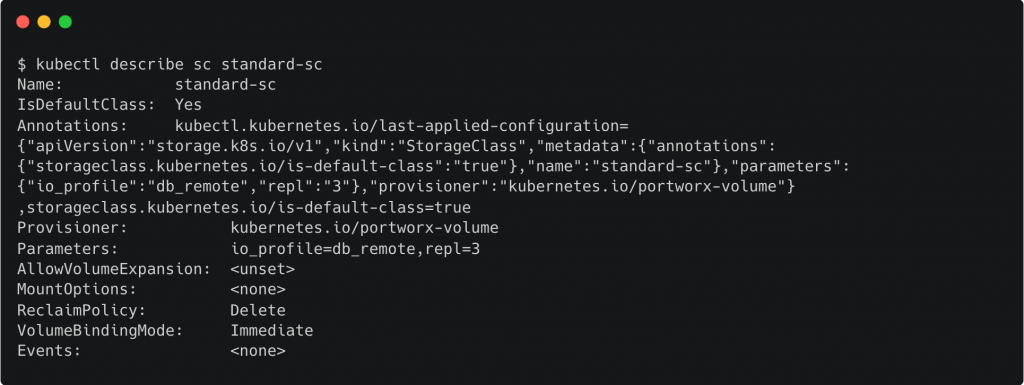 $ kubectl describe sc standard-sc
Name:            standard-sc
IsDefaultClass:  Yes
Annotations:     kubectl.kubernetes.io/last-applied-configuration=
{"apiVersion":"storage.k8s.io/v1","kind":"StorageClass","metadata":{"annotations":
{"storageclass.kubernetes.io/is-default-class":"true"},"name":"standard-sc"},"parameters":
{"io_profile":"db_remote","repl":"3"},"provisioner":"kubernetes.io/portworx-volume"}
,storageclass.kubernetes.io/is-default-class=true
Provisioner:           kubernetes.io/portworx-volume
Parameters:            io_profile=db_remote,repl=3
AllowVolumeExpansion:  <unset>
MountOptions:          <none>
ReclaimPolicy:         Delete
VolumeBindingMode:     Immediate
Events:                <none>